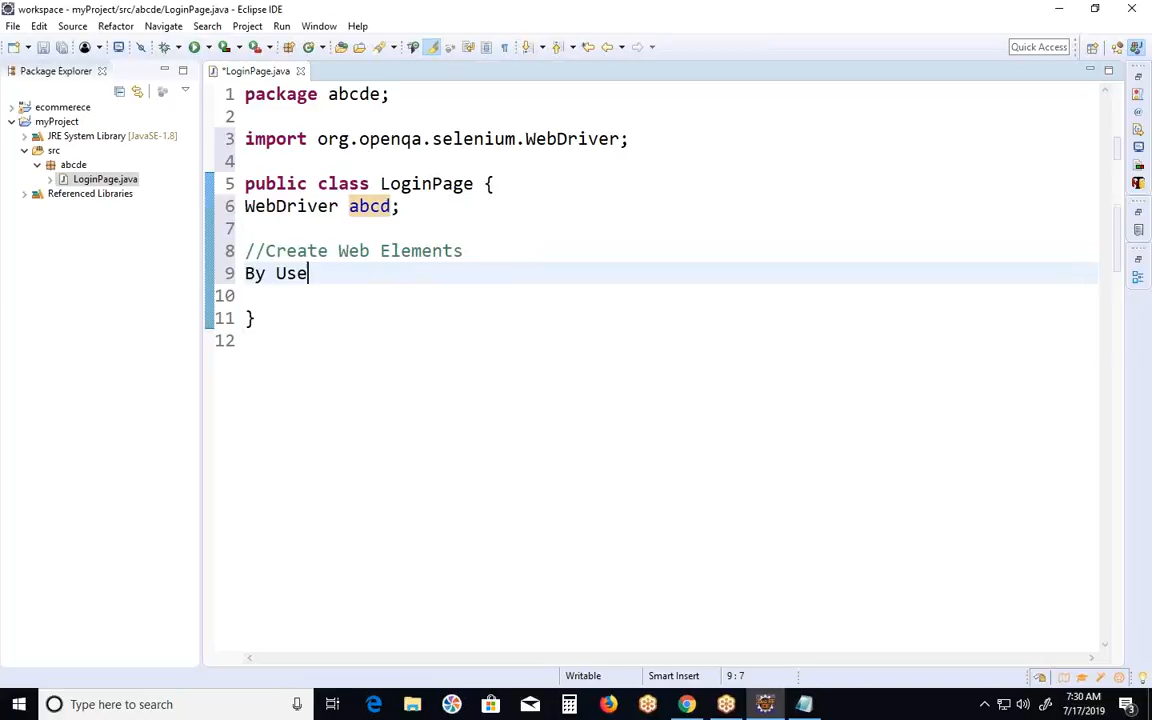 workspace - myProject/src/abcde/LoginPage.java - Eclipse IDE
File Edit Source Refactor Navigate Search Project Run Window Help
Quick Access
Package Explorer
*LoginPage.java
ecommerece
myProject
JRE System Library [JavaSE-1.8]
src
abcde
LoginPage.java
Referenced Libraries
1 package abcde;
2
3 import org.openqa.selenium.WebDriver;
4
5 public class LoginPage {
6 WebDriver abcd;
7
8 //Create Web Elements
9 By Use
10
11 }
12
Writable Smart Insert 9 : 7
Type here to search
7:30 AM
7/17/2019
3